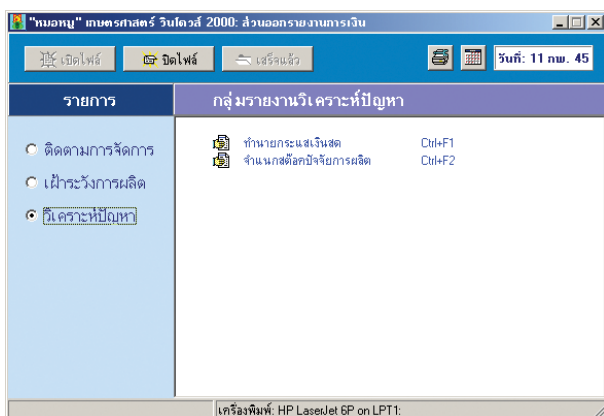 "หมอหมู" เกษตรศาสตร์ วินโดวส์ 2000: ส่วนออกรายงานการเงิน
เปิดไฟล์ ปิดไฟล์ เสร็จแล้ว วันที่: 11 กพ. 45
รายการ กลุ่มรายงานวิเคราะห์ปัญหา
ติดตามการจัดการ
เฝ้าระวังการผลิต
วิเคราะห์ปัญหา
ทำนายกระแสเงินสด Ctrl+F1
จำแนกสต๊อคปัจจัยการผลิต Ctrl+F2
เครื่องพิมพ์: HP LaserJet 6P on LPT1: